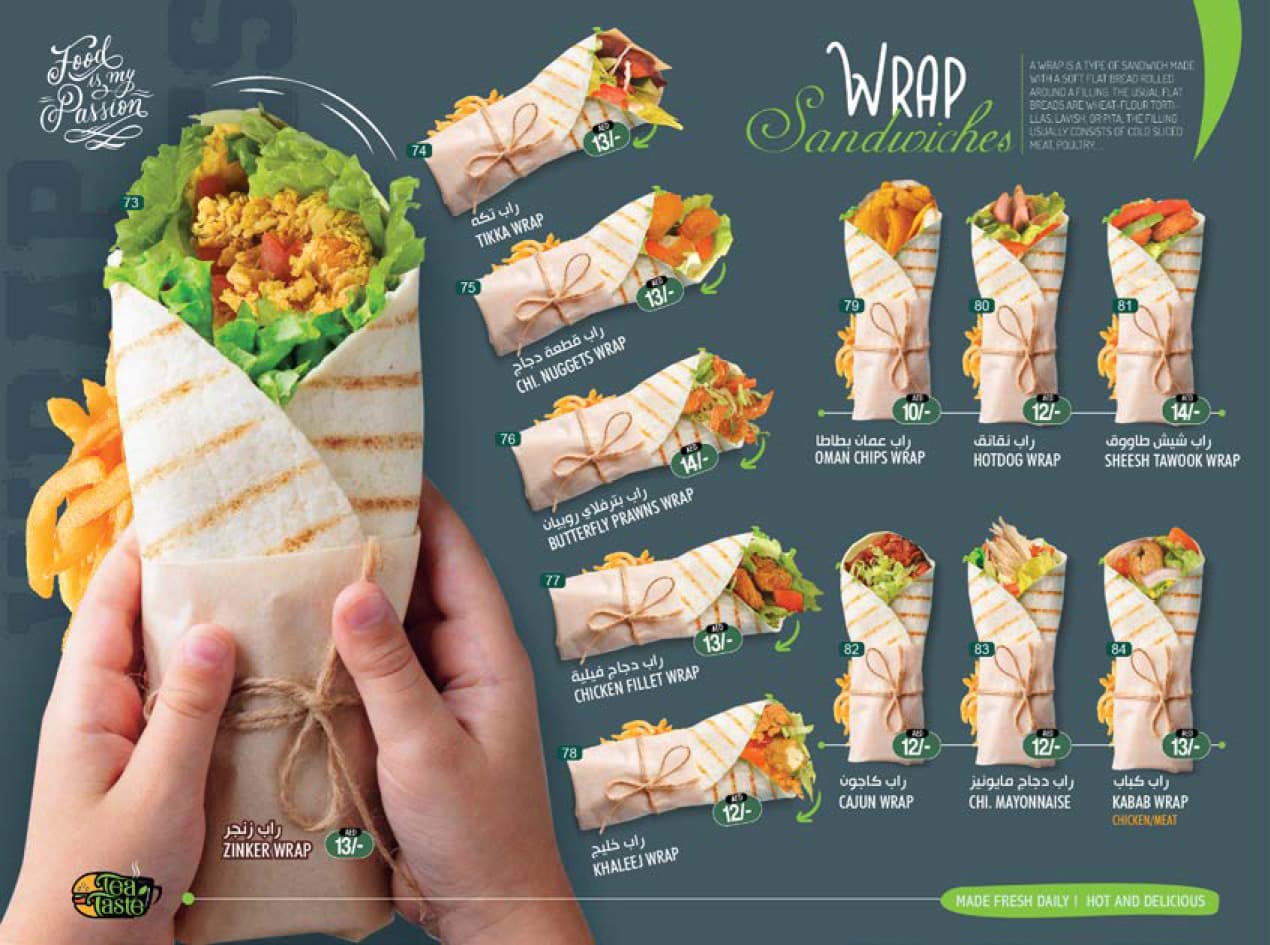 Food
is my
Passion
WRAPS
WRAP
Sandwiches
A WRAP IS A TYPE OF SANDWICH MADE
WITH A SOFT FLAT BREAD ROLLED
AROUND A FILLING. THE USUAL FLAT
BREADS ARE WHEAT-FLOUR TORTI-
LLAS, LAVISH, OR PITA. THE FILLING
USUALLY CONSISTS OF COLD SLICED
MEAT, POULTRY...
73
راب زنجر
ZINKER WRAP
AED
13/-
74
AED
13/-
راب تكه
TIKKA WRAP
75
AED
13/-
راب قطعة دجاج
CHI. NUGGETS WRAP
76
AED
14/-
راب بترفلاي روبيان
BUTTERFLY PRAWNS WRAP
77
AED
13/-
راب دجاج فيلية
CHICKEN FILLET WRAP
78
AED
12/-
راب خليج
KHALEEJ WRAP
79
AED
10/-
راب عمان بطاطا
OMAN CHIPS WRAP
80
AED
12/-
راب نقانق
HOTDOG WRAP
81
AED
14/-
راب شيش طاووق
SHEESH TAWOOK WRAP
82
AED
12/-
راب كاجون
CAJUN WRAP
83
AED
12/-
راب دجاج مايونيز
CHI. MAYONNAISE
84
AED
13/-
راب كباب
KABAB WRAP
CHICKEN/MEAT
Tea
Taste
MADE FRESH DAILY ! HOT AND DELICIOUS